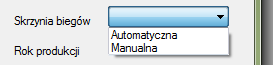 Skrzynia biegów
Automatyczna
Manualna
Rok produkcji